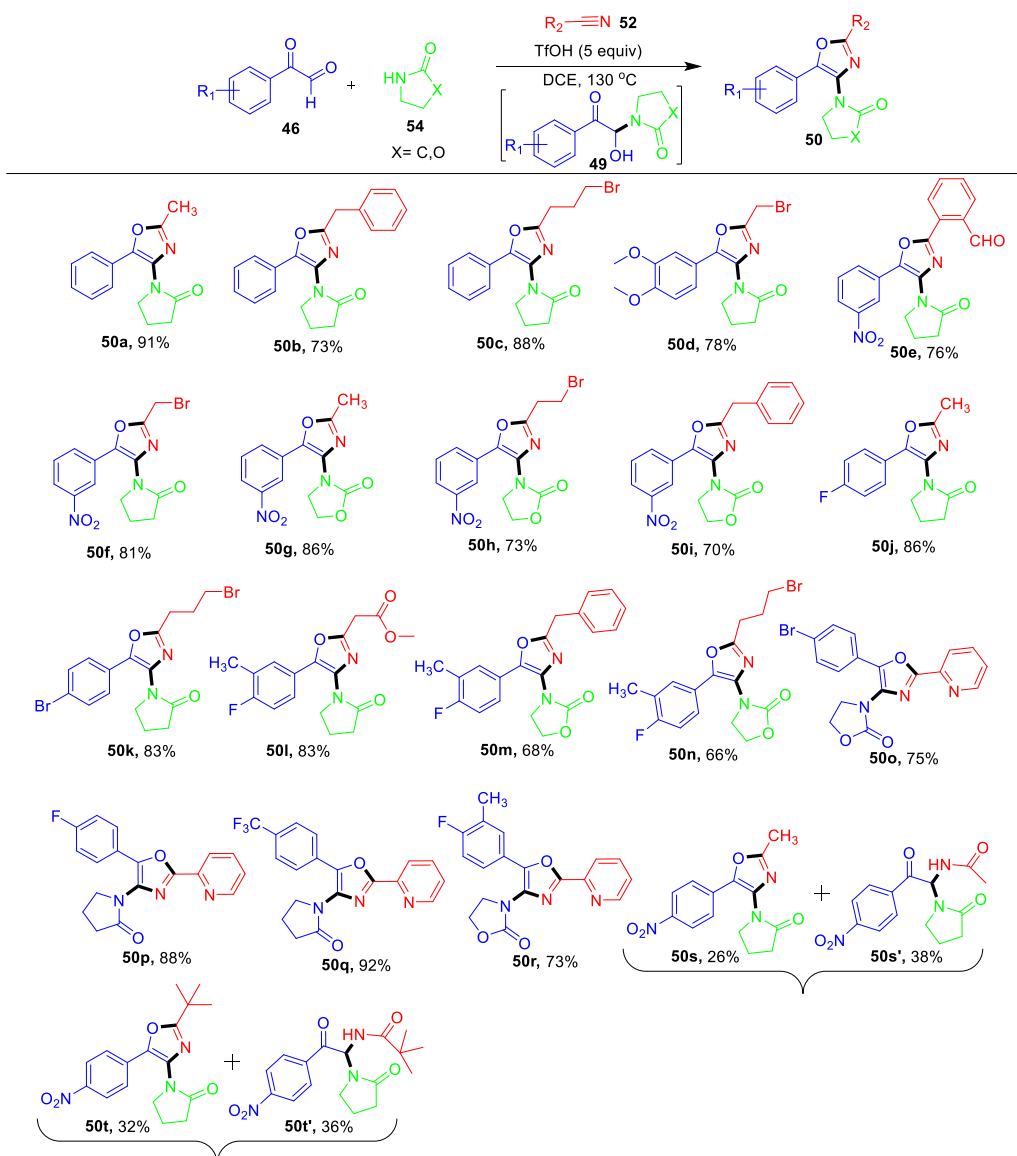 R2 N 52
TfOH (5 equiv)
DCE, 130 °C
R1 O O H + HN O X
46 54
X= C,O
R1 O N O X OH 49
R1 O R2 N N O X 50
CH3 O N N O
50a, 91%
O N N O
50b, 73%
Br O N N O
50c, 88%
Br O O O N N O
50d, 78%
CHO O N N O NO2
50e, 76%
Br O N N O NO2
50f, 81%
CH3 O N N O O NO2
50g, 86%
Br O N N O O NO2
50h, 73%
O N N O O NO2
50i, 70%
CH3 O N N O F
50j, 86%
Br O N N O Br
50k, 83%
O O O N N O CH3 F
50l, 83%
O N N O O CH3 F
50m, 68%
Br O N N O O CH3 F
50n, 66%
Br O N N N O O
50o, 75%
F O N N N O
50p, 88%
F3C O N N N O
50q, 92%
CH3 F O N N N O O
50r, 73%
CH3 O N N O O2N
50s, 26%
+
O HN O N O O2N
50s', 38%
O N N O O2N
50t, 32%
+
O HN O N O O2N
50t', 36%